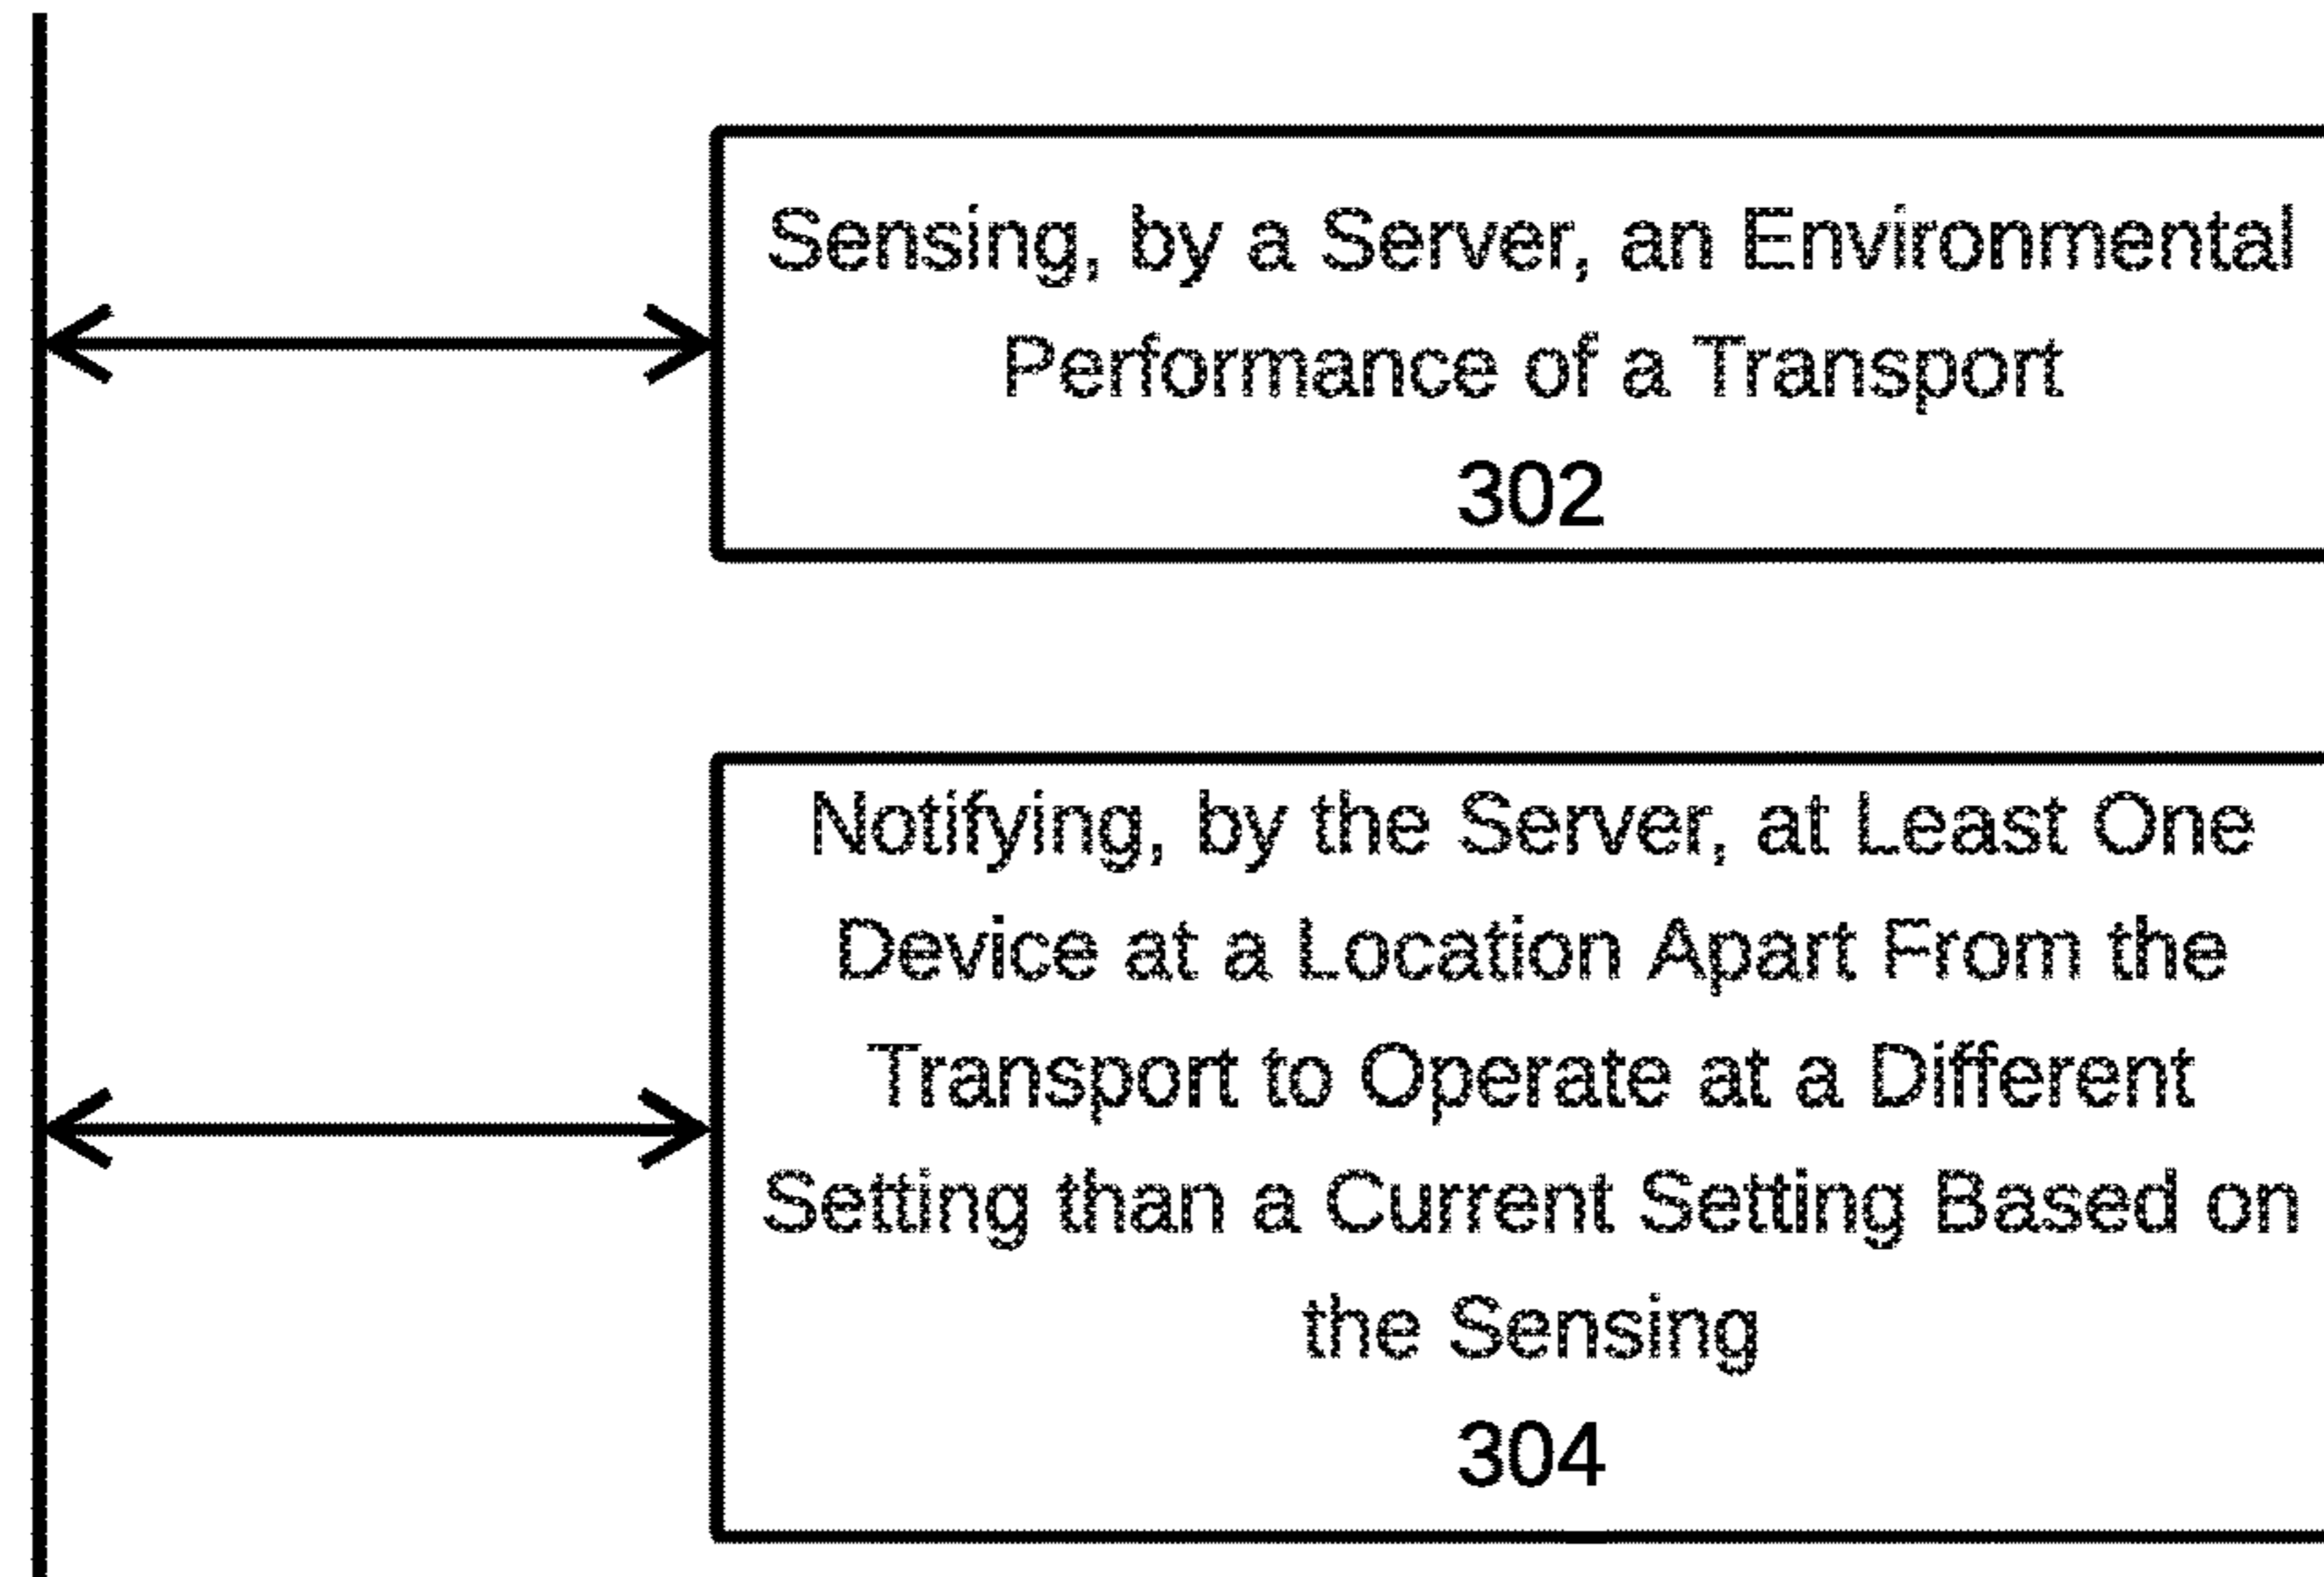 Sensing, by a Server, an Environmental
Performance of a Transport
302
Notifying, by the Server, at Least One
Device at a Location Apart From the
Transport to Operate at a Different
Setting than a Current Setting Based on
the Sensing
304